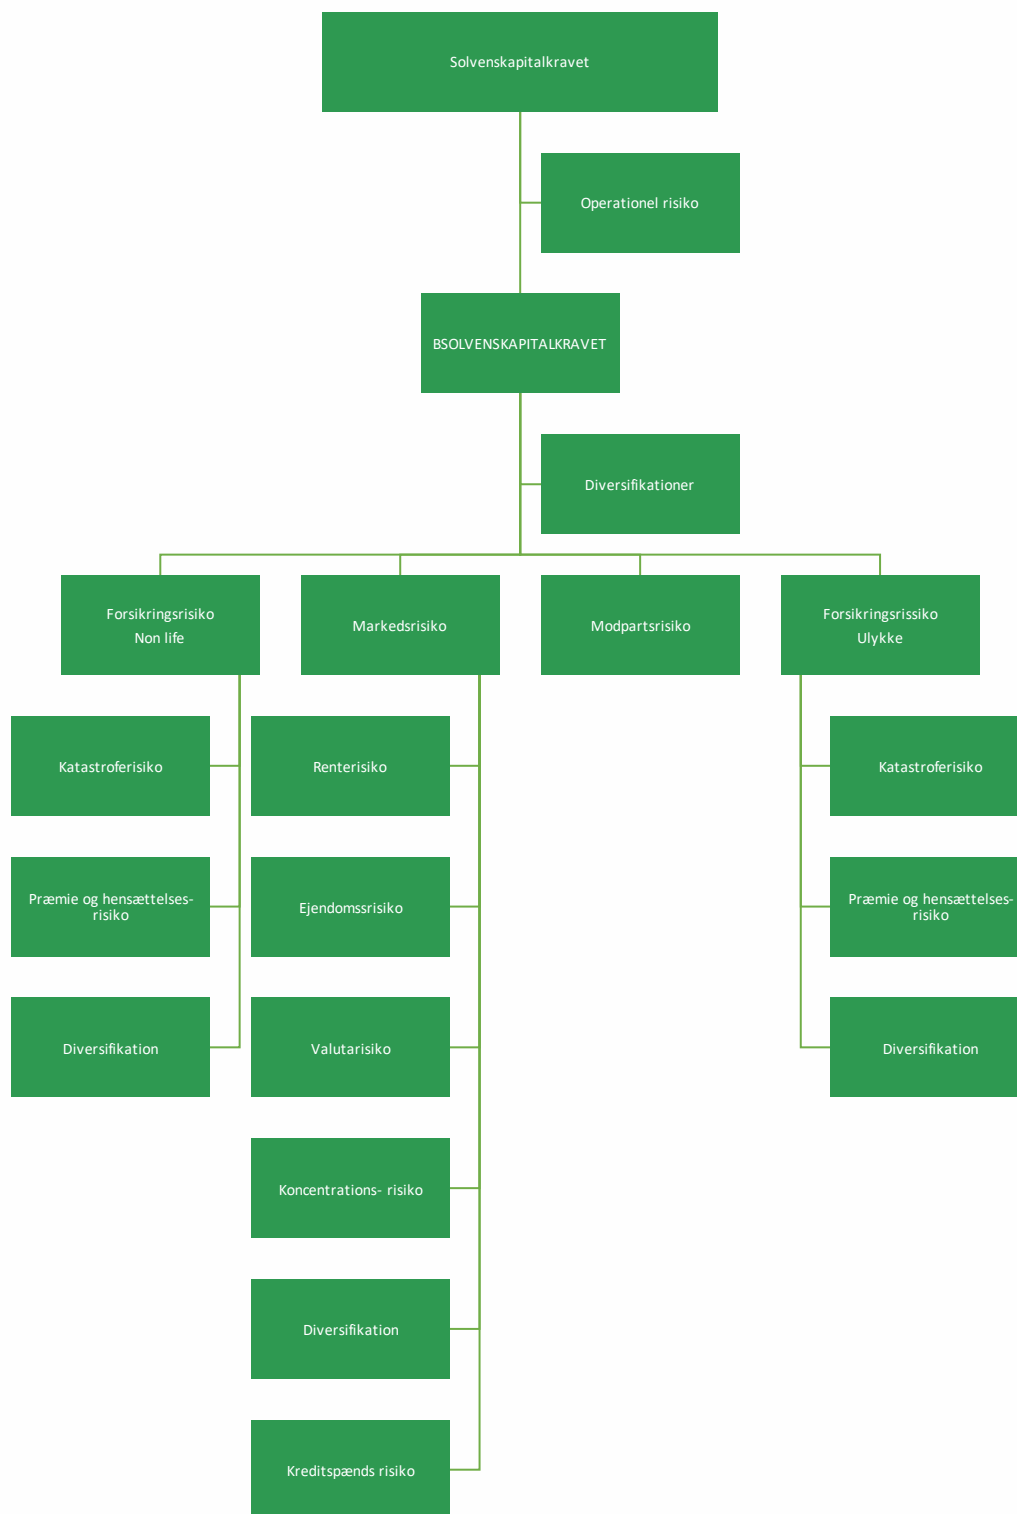 Solvenskapitalkravet
Operationel risiko
BSOLVENSKAPITALKRAVET
Diversifikationer
Forsikringsrisiko
Non life
Markedsrisiko
Modpartsrisiko
Forsikringsrissiko
Ulykke
Katastroferisiko
Renterisiko
Katastroferisiko
Præmie og hensættelses-
risiko
Ejendomssrisiko
Præmie og hensættelses-
risiko
Diversifikation
Valutarisiko
Diversifikation
Koncentrations- risiko
Diversifikation
Kreditspænds risiko